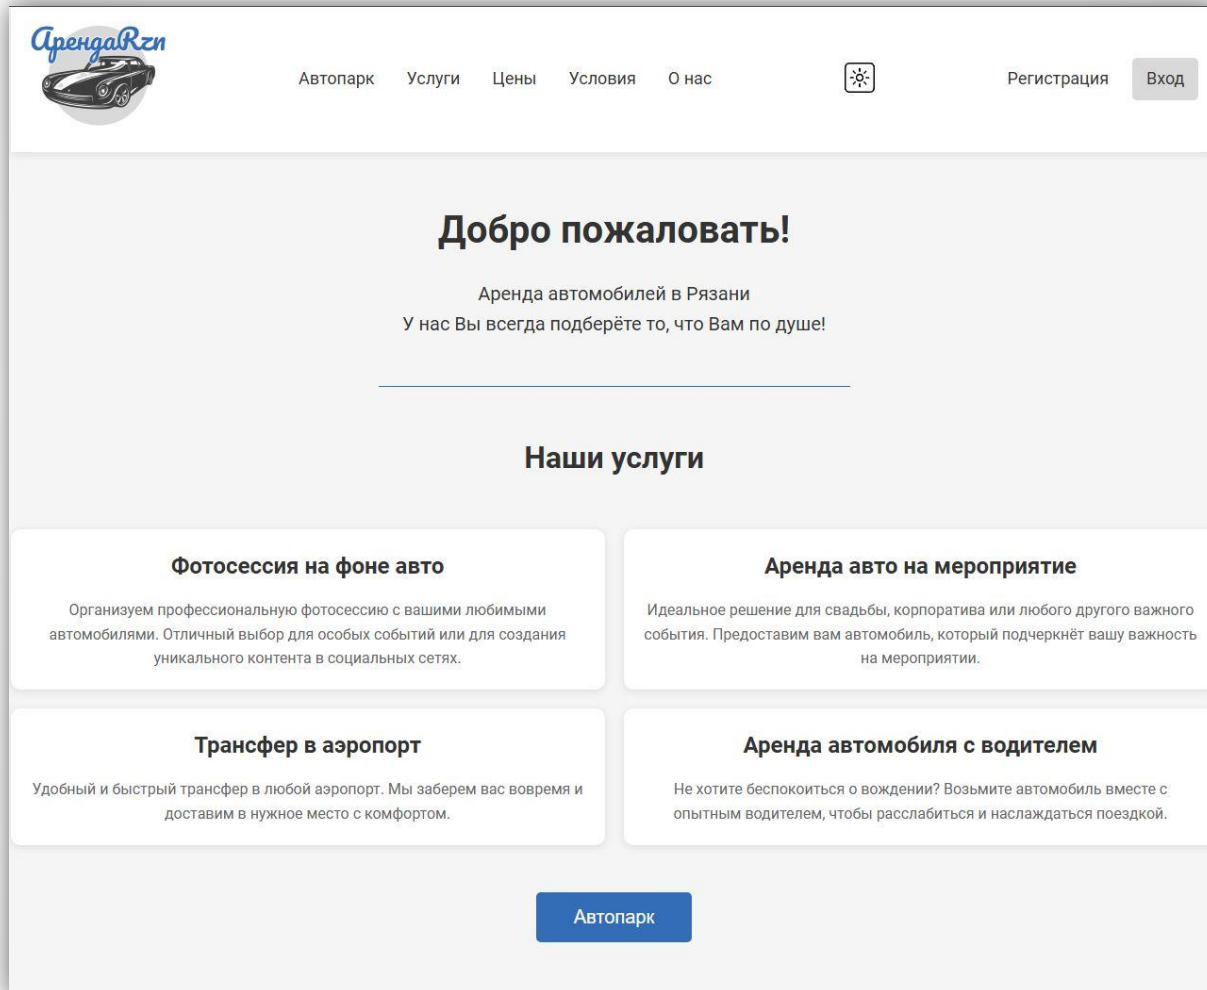 АрендаRzn
Автопарк Услуги Цены Условия О нас Регистрация Вход
Добро пожаловать!
Аренда автомобилей в Рязани
У нас Вы всегда подберёте то, что Вам по душе!
Наши услуги
Фотосессия на фоне авто
Организуем профессиональную фотосессию с вашими любимыми
автомобилями. Отличный выбор для особых событий или для создания
уникального контента в социальных сетях.
Аренда авто на мероприятие
Идеальное решение для свадьбы, корпоратива или любого другого важного
события. Предоставим вам автомобиль, который подчеркнёт вашу важность
на мероприятии.
Трансфер в аэропорт
Удобный и быстрый трансфер в любой аэропорт. Мы заберем вас вовремя и
доставим в нужное место с комфортом.
Аренда автомобиля с водителем
Не хотите беспокоиться о вождении? Возьмите автомобиль вместе с
опытным водителем, чтобы расслабиться и наслаждаться поездкой.
Автопарк